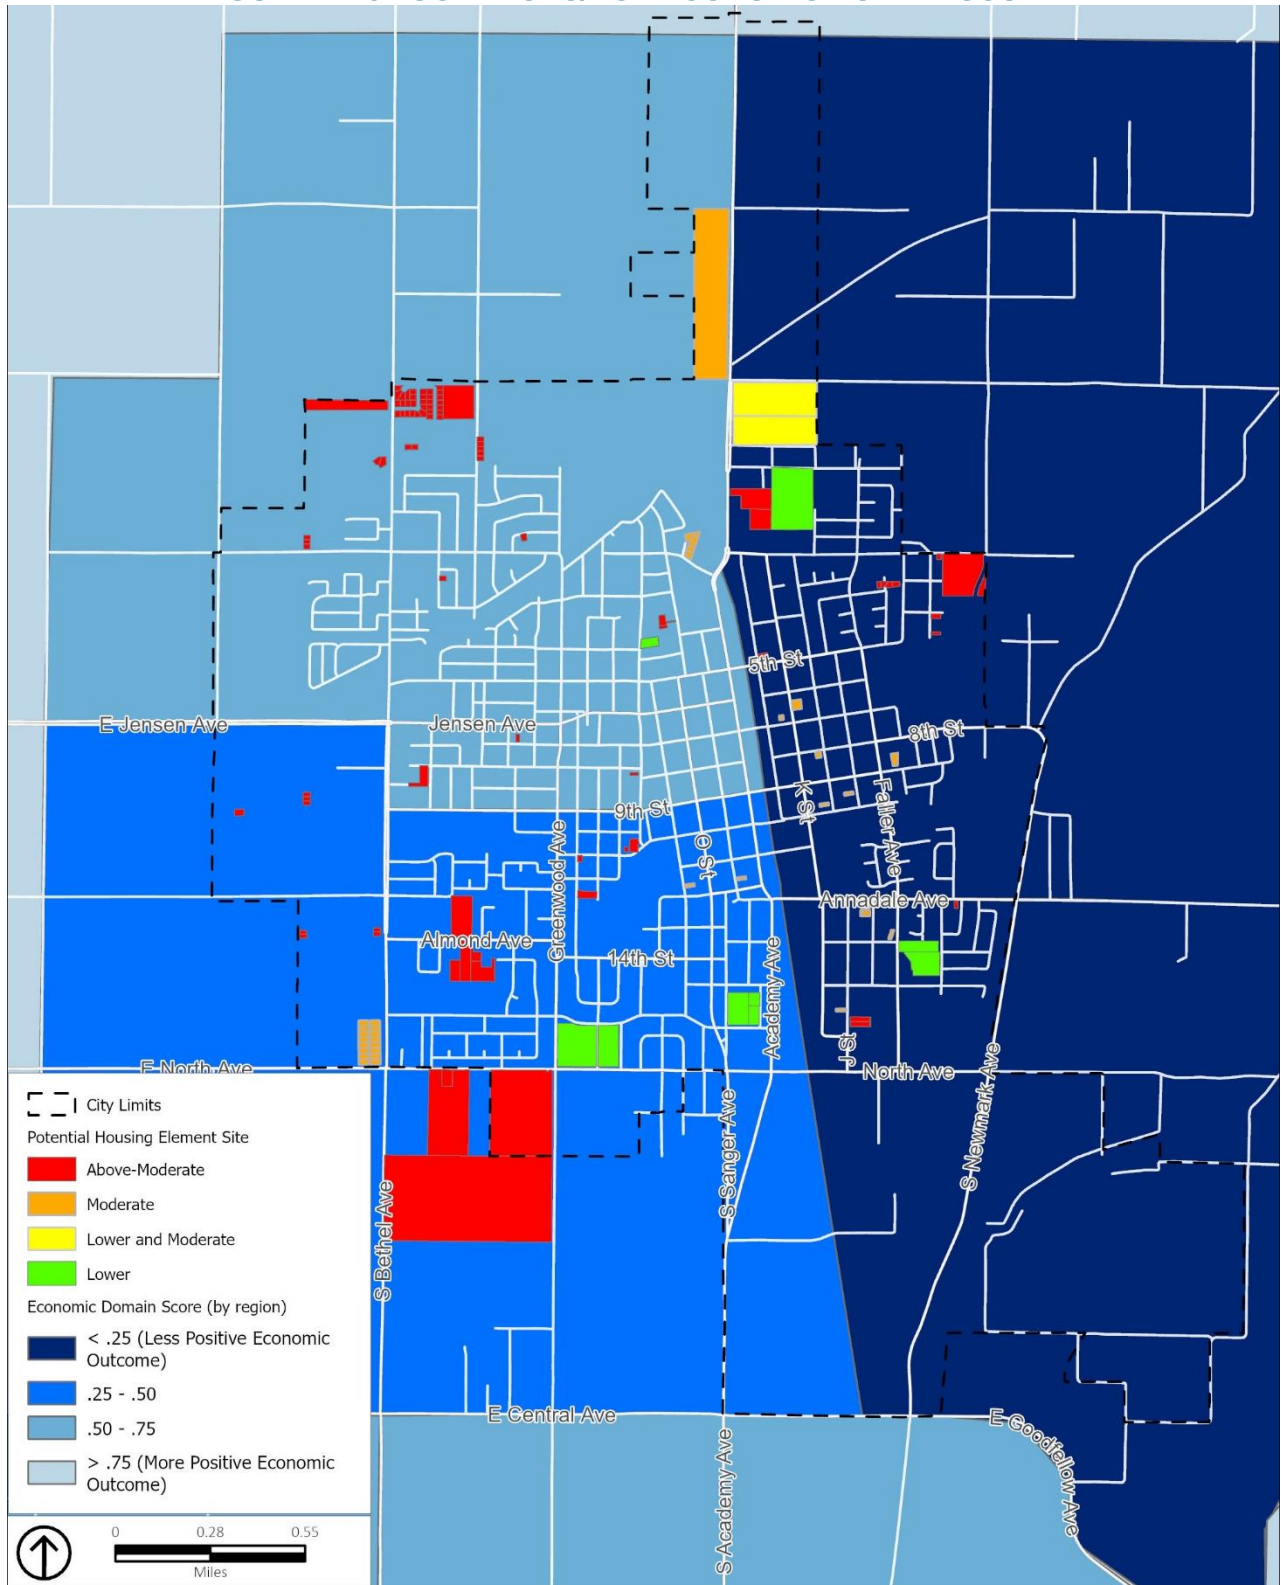 5th St
E Jensen Ave
Jensen Ave
8th St
9th St
K St
Faller Ave
O St
Greenwood Ave
Annadale Ave
Almond Ave
14th St
Academy Ave
J St
E North Ave
North Ave
S Newmark Ave
S Sanger Ave
S Bethel Ave
E Central Ave
E Goodfellow Ave
S Academy Ave
City Limits
Potential Housing Element Site
Above-Moderate
Moderate
Lower and Moderate
Lower
Economic Domain Score (by region)
< .25 (Less Positive Economic
Outcome)
.25 - .50
.50 - .75
> .75 (More Positive Economic
Outcome)
0 0.28 0.55
Miles